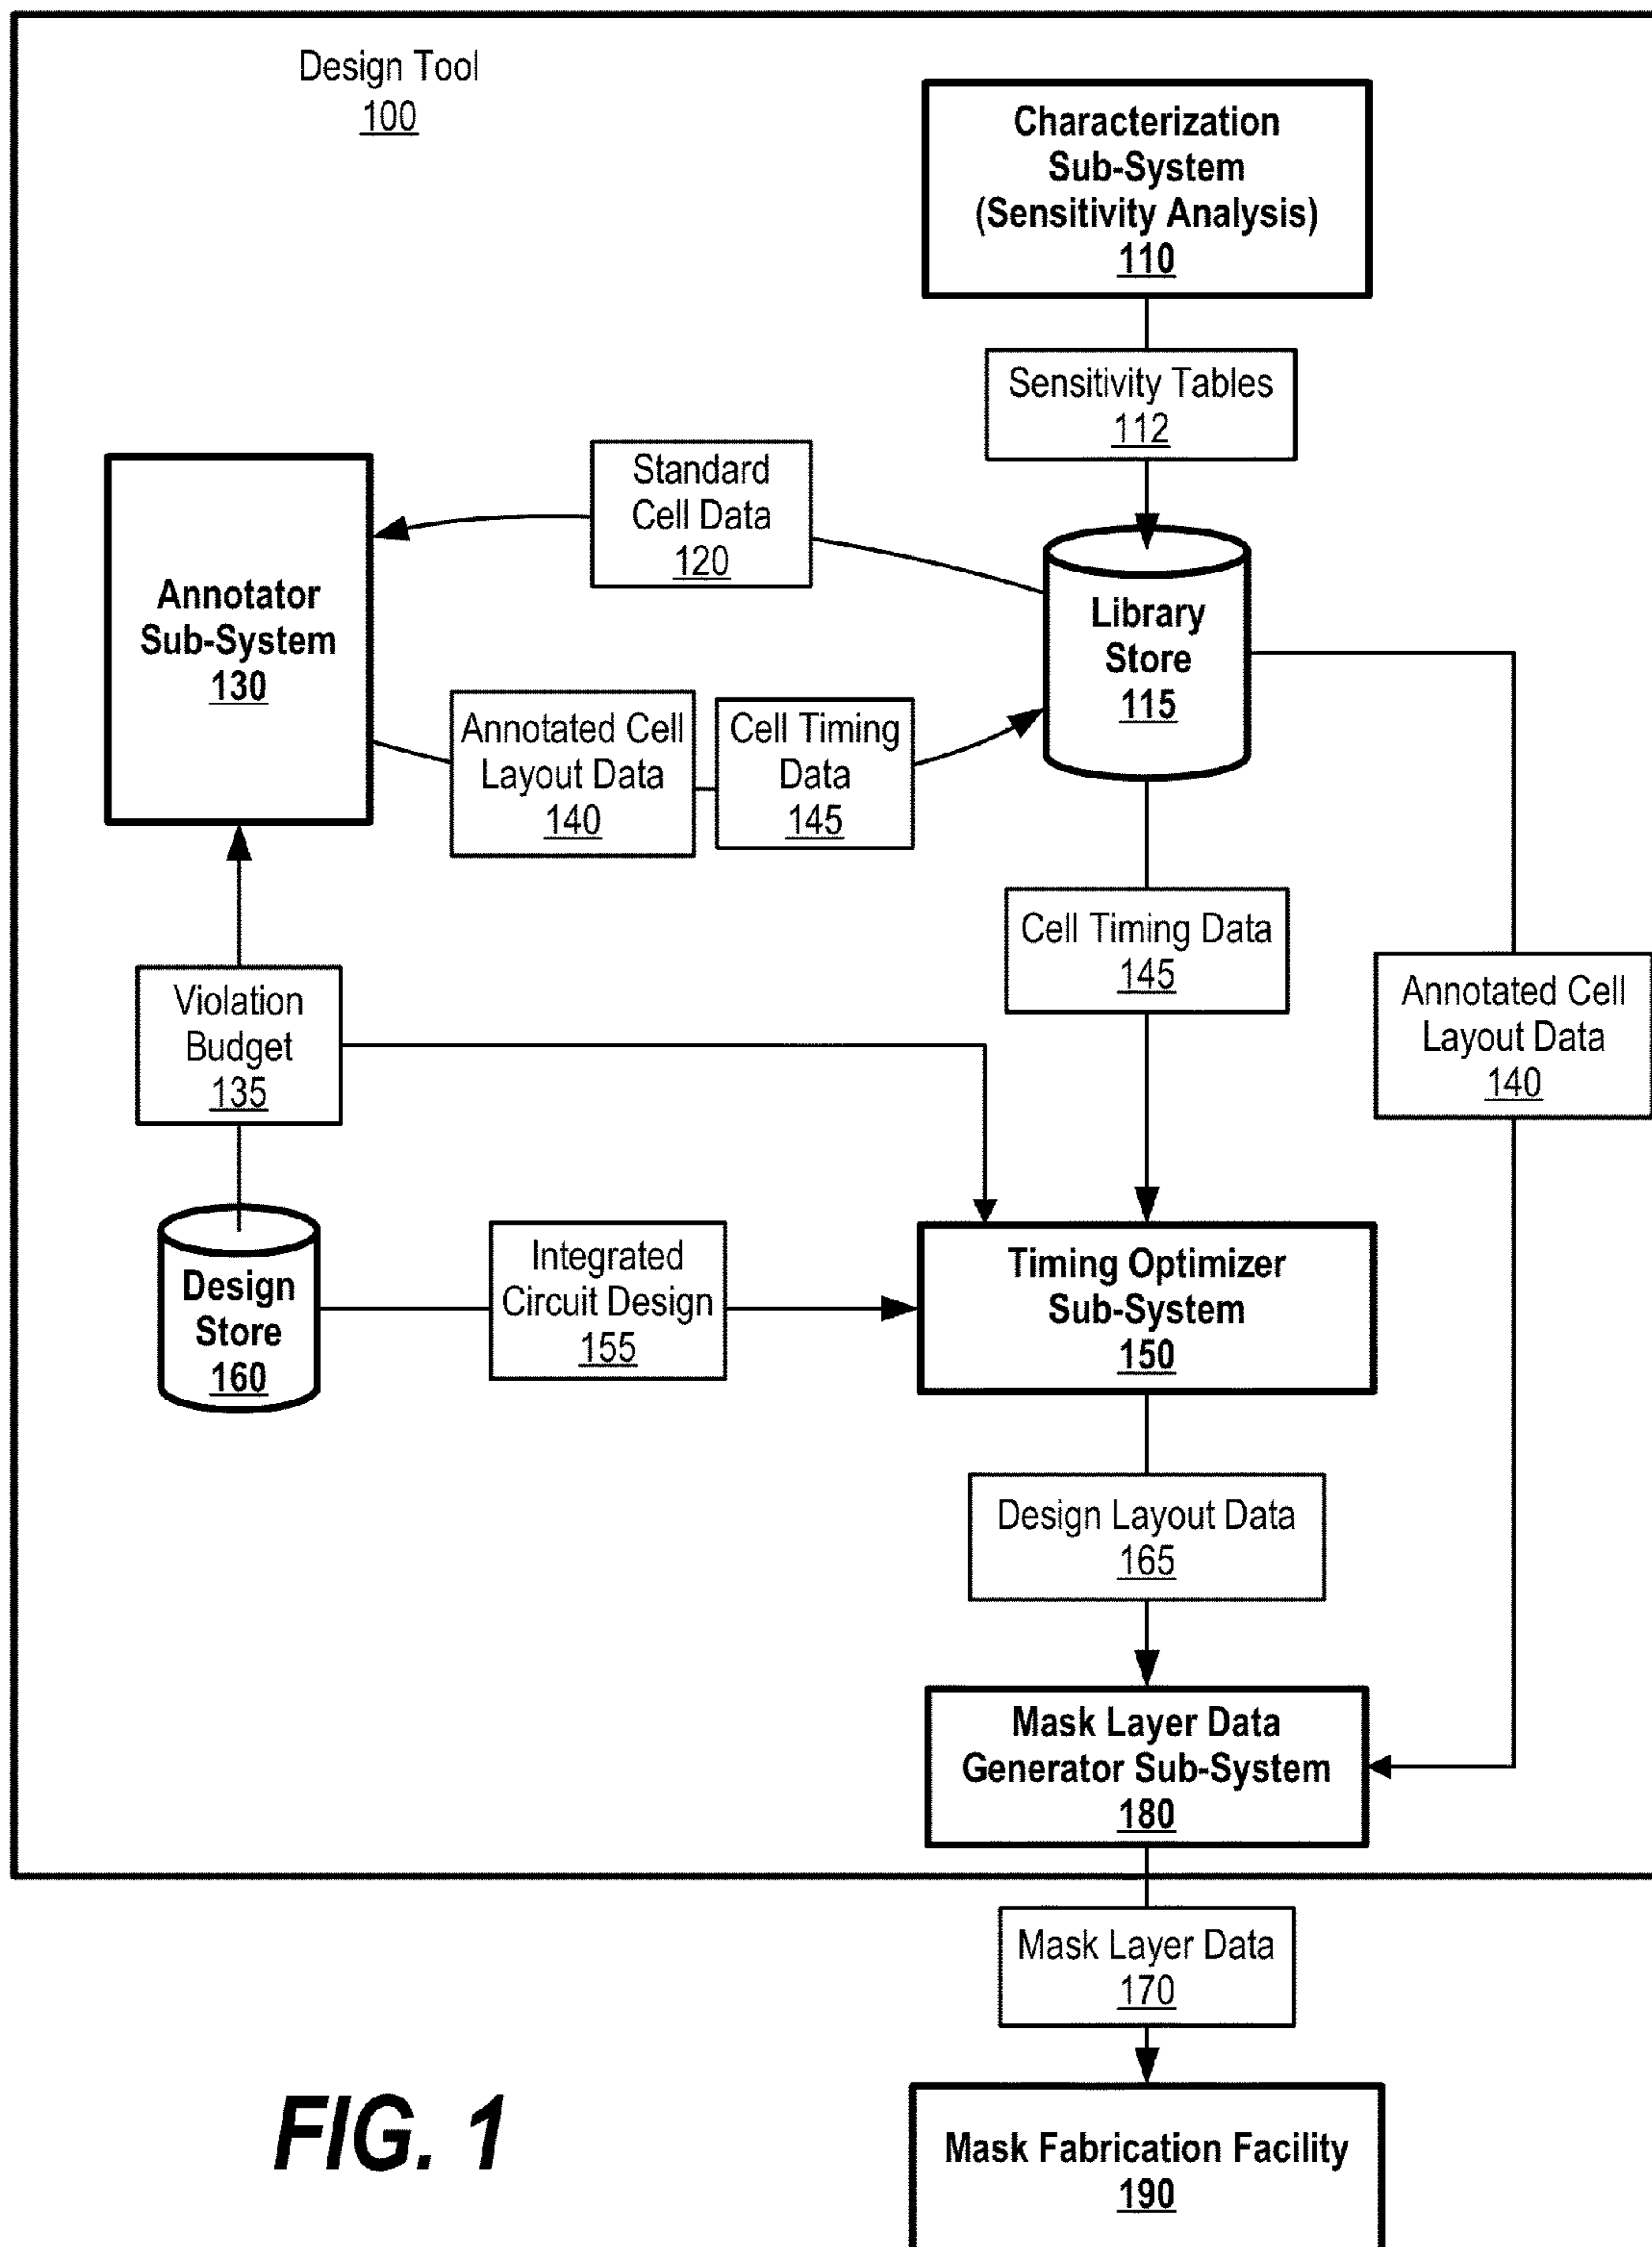 Design Tool
100
Characterization
Sub-System
(Sensitivity Analysis)
110
Sensitivity Tables
112
Standard
Cell Data
120
Annotator
Sub-System
130
Library
Store
115
Annotated Cell
Layout Data
140
Cell Timing
Data
145
Cell Timing Data
145
Annotated Cell
Layout Data
140
Violation
Budget
135
Design
Store
160
Integrated
Circuit Design
155
Timing Optimizer
Sub-System
150
Design Layout Data
165
Mask Layer Data
Generator Sub-System
180
Mask Layer Data
170
Mask Fabrication Facility
190
FIG. 1